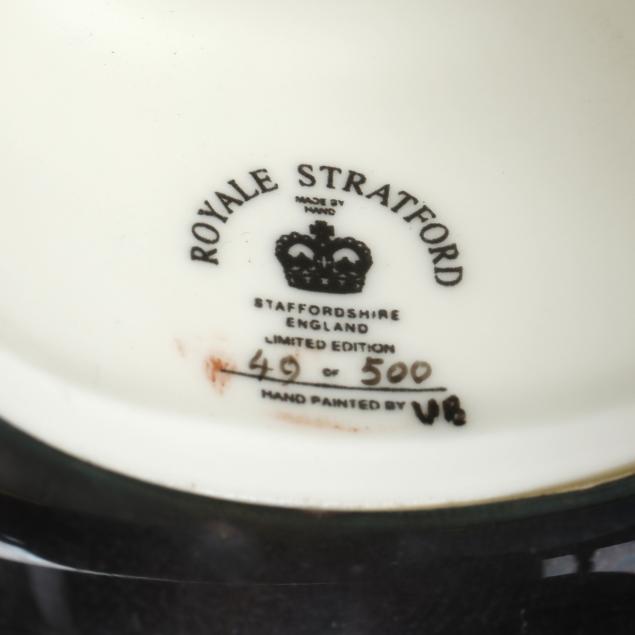 ROYALE STRATFORD
MADE BY
HAND
STAFFORDSHIRE
ENGLAND
LIMITED EDITION
49 OF 500
HAND PAINTED BY VB